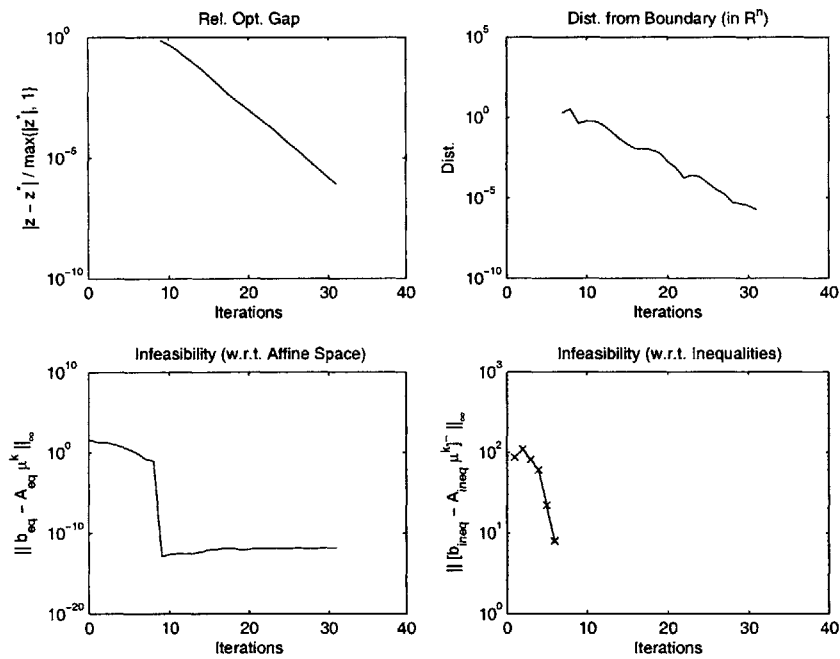 Rel. Opt. Gap
|z − z*| / max{|z*|, 1}
10^0
10^−5
10^−10
0 10 20 30 40
Iterations
Dist. from Boundary (in R^n)
Dist.
10^5
10^0
10^−5
10^−10
0 10 20 30 40
Iterations
Infeasibility (w.r.t. Affine Space)
|| b_eq − A_eq μ^k ||_∞
10^10
10^0
10^−10
10^−20
0 10 20 30 40
Iterations
Infeasibility (w.r.t. Inequalities)
|| [b_ineq − A_ineq μ^k]^− ||_∞
10^3
10^2
10^1
10^0
0 10 20 30 40
Iterations